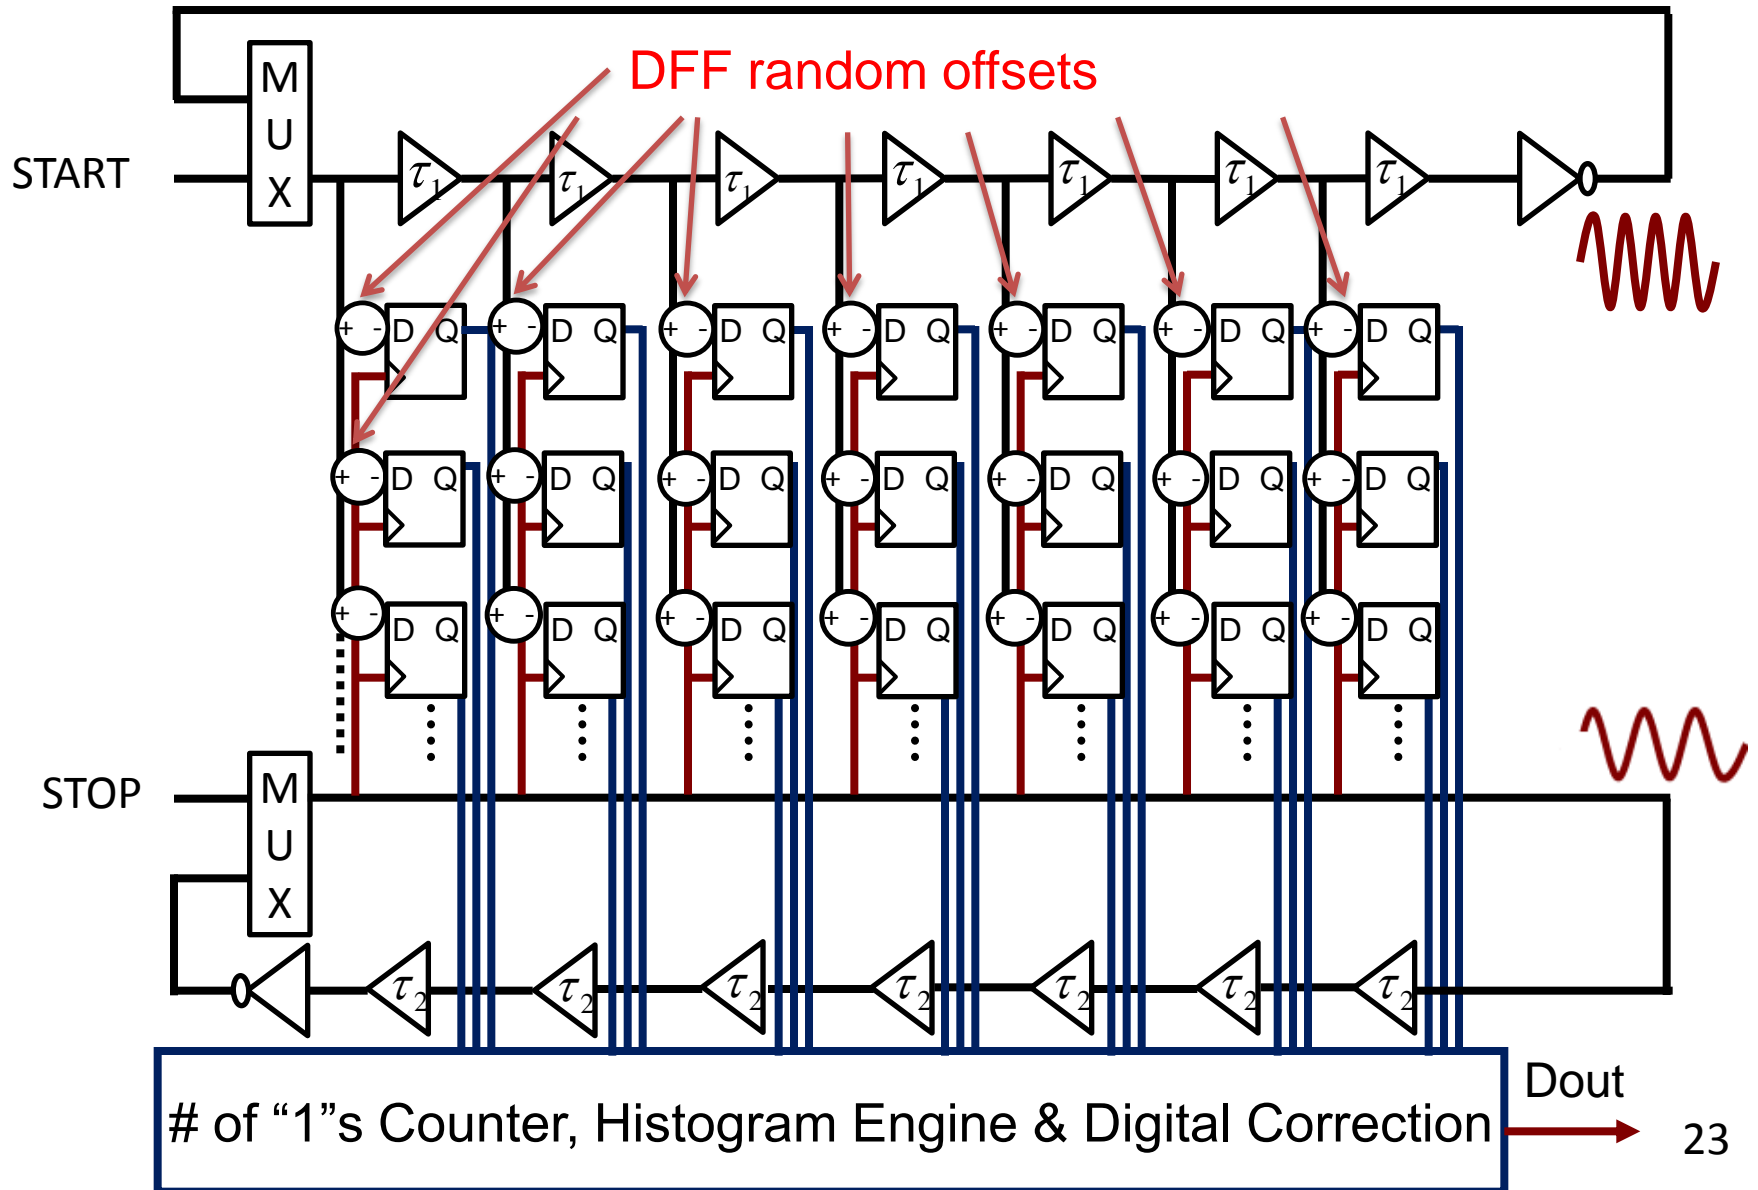 DFF random offsets
M
U
X
START
τ1 τ1 τ1 τ1 τ1 τ1 τ1
+ - D Q + - D Q + - D Q + - D Q + - D Q + - D Q + - D Q
+ - D Q + - D Q + - D Q + - D Q + - D Q + - D Q + - D Q
+ - D Q + - D Q + - D Q + - D Q + - D Q + - D Q + - D Q
STOP
M
U
X
τ2 τ2 τ2 τ2 τ2 τ2 τ2
# of “1”s Counter, Histogram Engine & Digital Correction
Dout
23